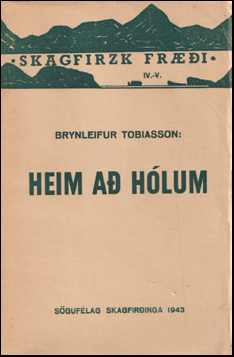 • SKAGFIRZK FRÆÐI •
IV.-V.
BRYNLEIFUR TOBIASSON:
HEIM AÐ HÓLUM
SÖGUFÉLAG SKAGFIRÐINGA 1943